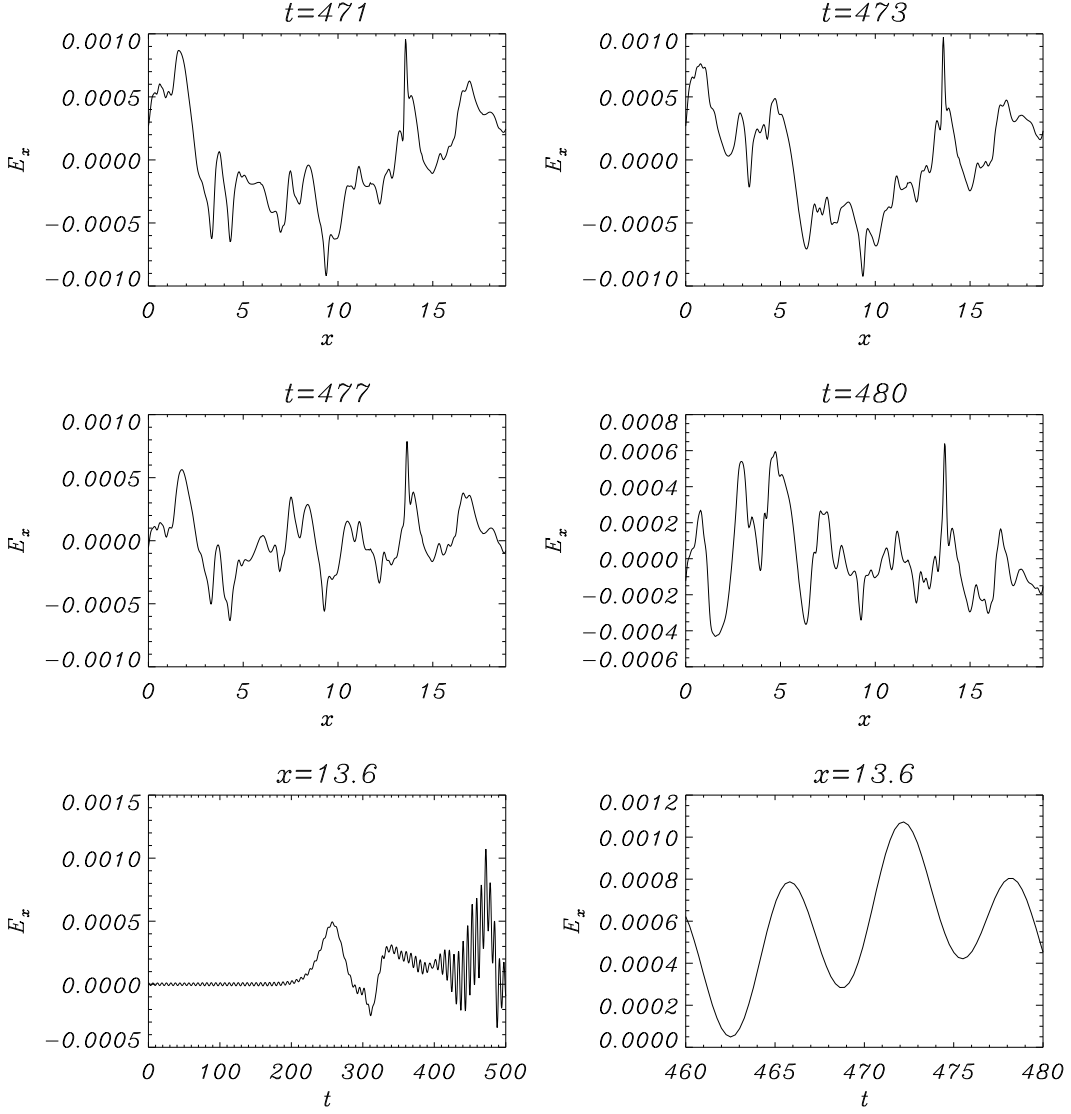 t=471 t=473
0.0010 0.0010
0.0005 0.0005
E_x 0.0000 E_x 0.0000
−0.0005 −0.0005
−0.0010 −0.0010
0 5 10 15 0 5 10 15
x x
t=477 t=480
0.0010 0.0008
0.0006
0.0005 0.0004
0.0002
E_x 0.0000 E_x 0.0000
−0.0002
−0.0005 −0.0004
−0.0010 −0.0006
0 5 10 15 0 5 10 15
x x
x=13.6 x=13.6
0.0015 0.0012
0.0010 0.0010
0.0008
0.0005 E_x 0.0006
E_x 0.0004
0.0000 0.0002
−0.0005 0.0000
0 100 200 300 400 500 460 465 470 475 480
t t